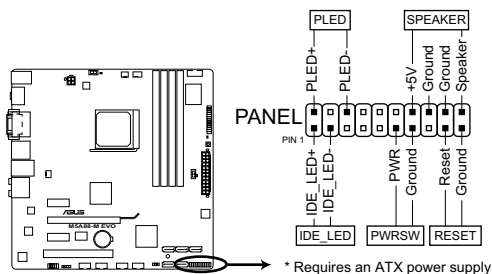 PLED
SPEAKER
PLED+
PLED-
+5V
Ground
Ground
Speaker
PANEL
PIN 1
IDE_LED+
IDE_LED-
PWR
Ground
Reset
Ground
IDE_LED
PWRSW
RESET
/ISUS
M5A88-M EVO
* Requires an ATX power supply